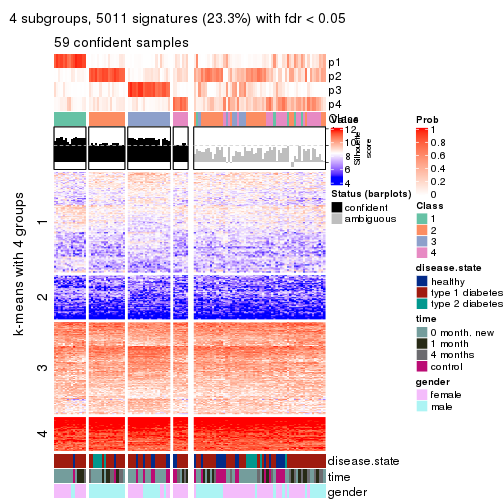 4 subgroups, 5011 signatures (23.3%) with fdr < 0.05
59 confident samples
p1
p2
p3
p4
Class
Value
12
10
8
6
4
Silhouette
score
Status (barplots)
confident
ambiguous
Prob
1
0.8
0.6
0.4
0.2
0
Class
1
2
3
4
disease.state
healthy
type 1 diabetes
type 2 diabetes
time
0 month. new
1 month
4 months
control
gender
female
male
k-means with 4 groups
1
2
3
4
disease.state
time
gender